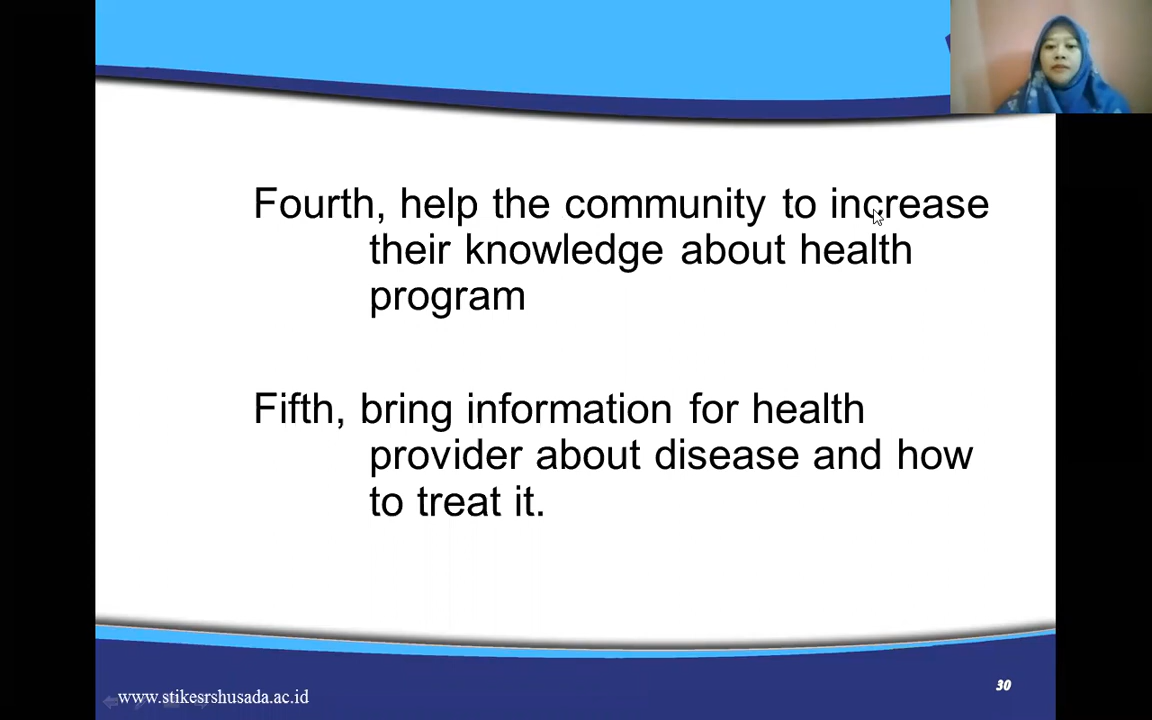 Fourth, help the community to increase
their knowledge about health
program
Fifth, bring information for health
provider about disease and how
to treat it.
www.stikesrshusada.ac.id
30